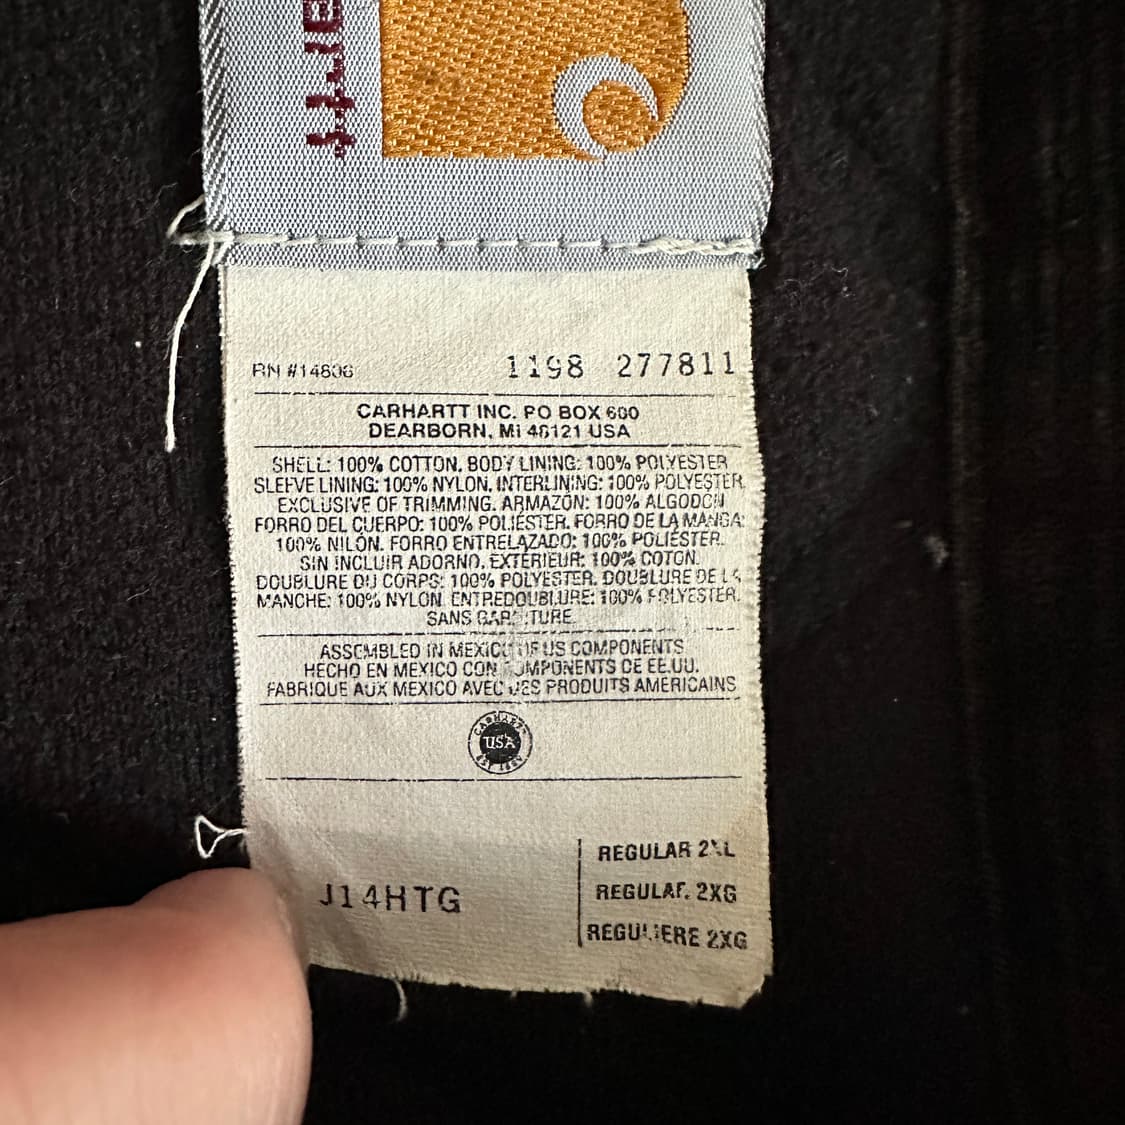 RN #14806
1198 277811
CARHARTT INC. PO BOX 600
DEARBORN, MI 48121 USA
SHELL: 100% COTTON. BODY LINING: 100% POLYESTER
SLEEVE LINING: 100% NYLON. INTERLINING: 100% POLYESTER.
EXCLUSIVE OF TRIMMING. ARMAZÓN: 100% ALGODON
FORRO DEL CUERPO: 100% POLIÉSTER. FORRO DE LA MANGA:
100% NILÓN. FORRO ENTRELAZADO: 100% POLIÉSTER.
SIN INCLUIR ADORNO. EXTÉRIEUR: 100% COTON.
DOUBLURE DU CORPS: 100% POLYESTER. DOUBLURE DE LA
MANCHE: 100% NYLON. ENTREDOUBLURE: 100% POLYESTER.
SANS GARNITURE.
ASSEMBLED IN MEXICO OF US COMPONENTS
HECHO EN MEXICO CON COMPONENTS DE EE.UU.
FABRIQUE AUX MEXICO AVEC DES PRODUITS AMERICAINS
CARHARTT
USA
J14HTG
REGULAR 2XL
REGULAR 2XG
REGULIERE 2XG